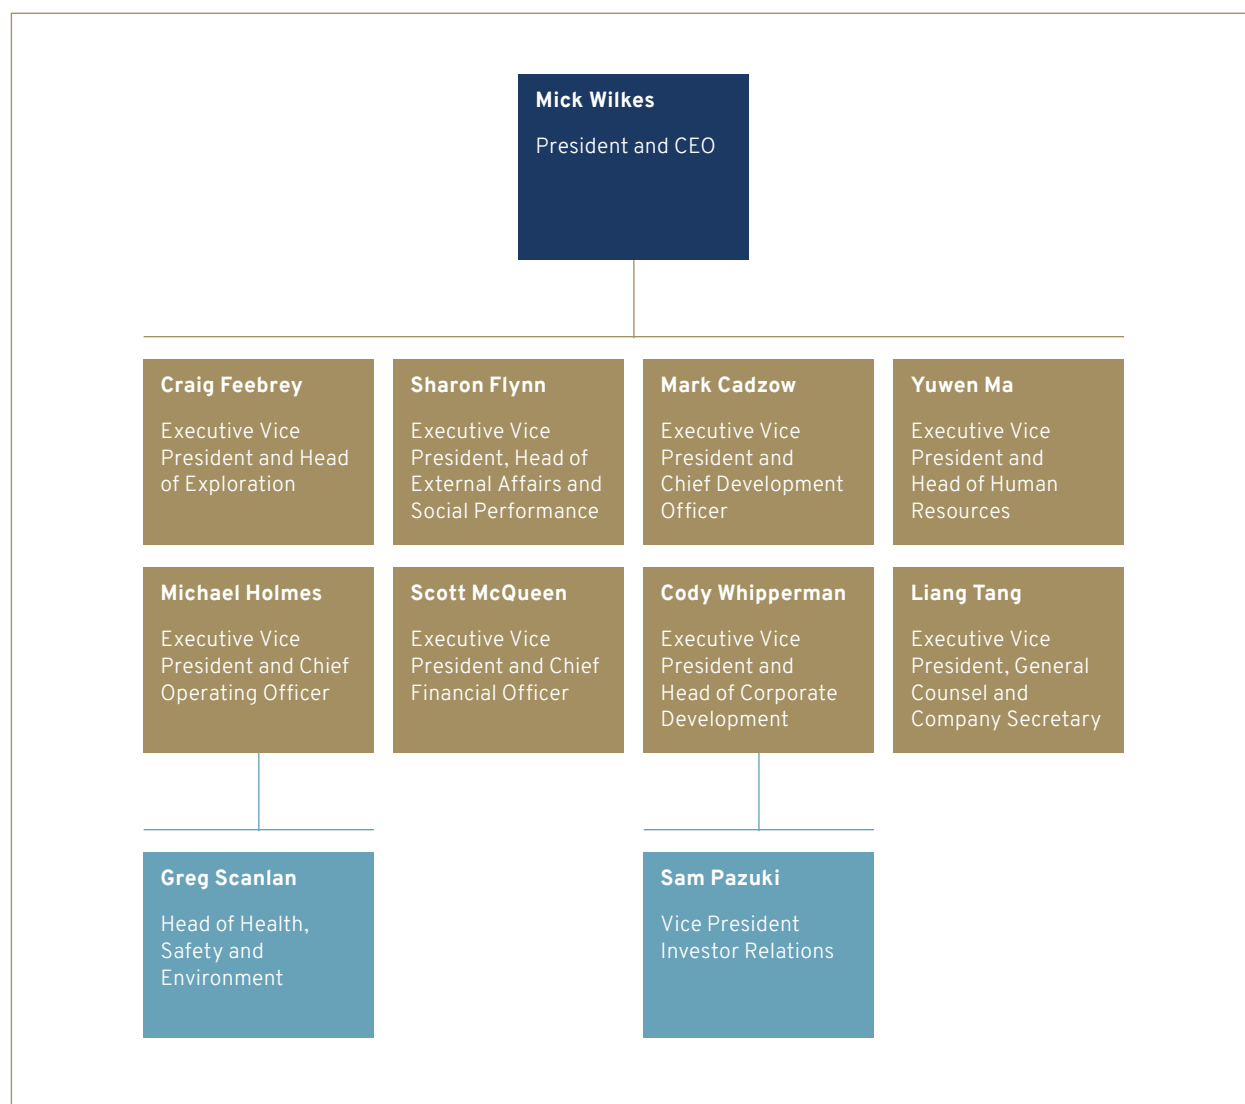 Mick Wilkes
President and CEO
Craig Feebrey
Executive Vice
President and Head
of Exploration
Sharon Flynn
Executive Vice
President, Head of
External Affairs and
Social Performance
Mark Cadzow
Executive Vice
President and
Chief Development
Officer
Yuwen Ma
Executive Vice
President and
Head of Human
Resources
Michael Holmes
Executive Vice
President and Chief
Operating Officer
Scott McQueen
Executive Vice
President and Chief
Financial Officer
Cody Whipperman
Executive Vice
President and
Head of Corporate
Development
Liang Tang
Executive Vice
President, General
Counsel and
Company Secretary
Greg Scanlan
Head of Health,
Safety and
Environment
Sam Pazuki
Vice President
Investor Relations